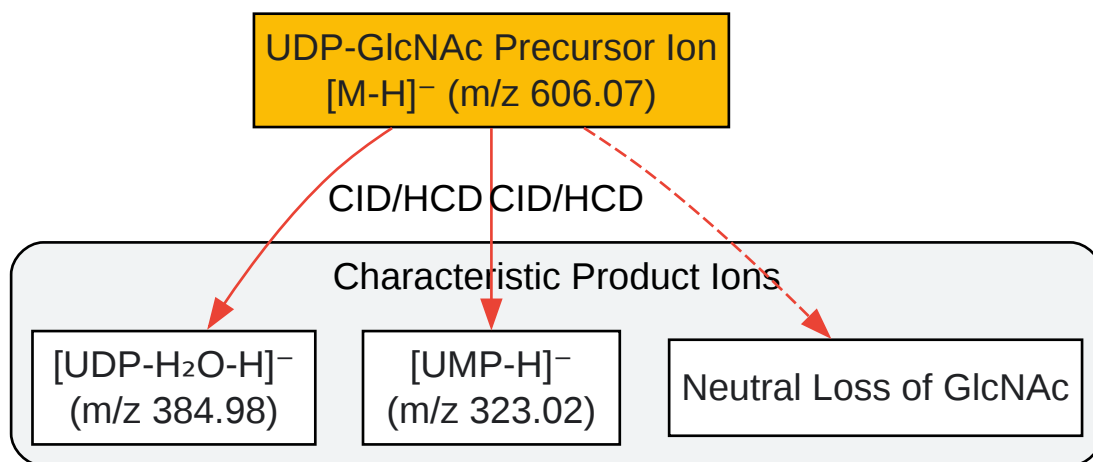 UDP-GlcNAc Precursor Ion
[M-H]⁻ (m/z 606.07)
CID/HCD
CID/HCD
Characteristic Product Ions
[UDP-H₂O-H]⁻
(m/z 384.98)
[UMP-H]⁻
(m/z 323.02)
Neutral Loss of GlcNAc